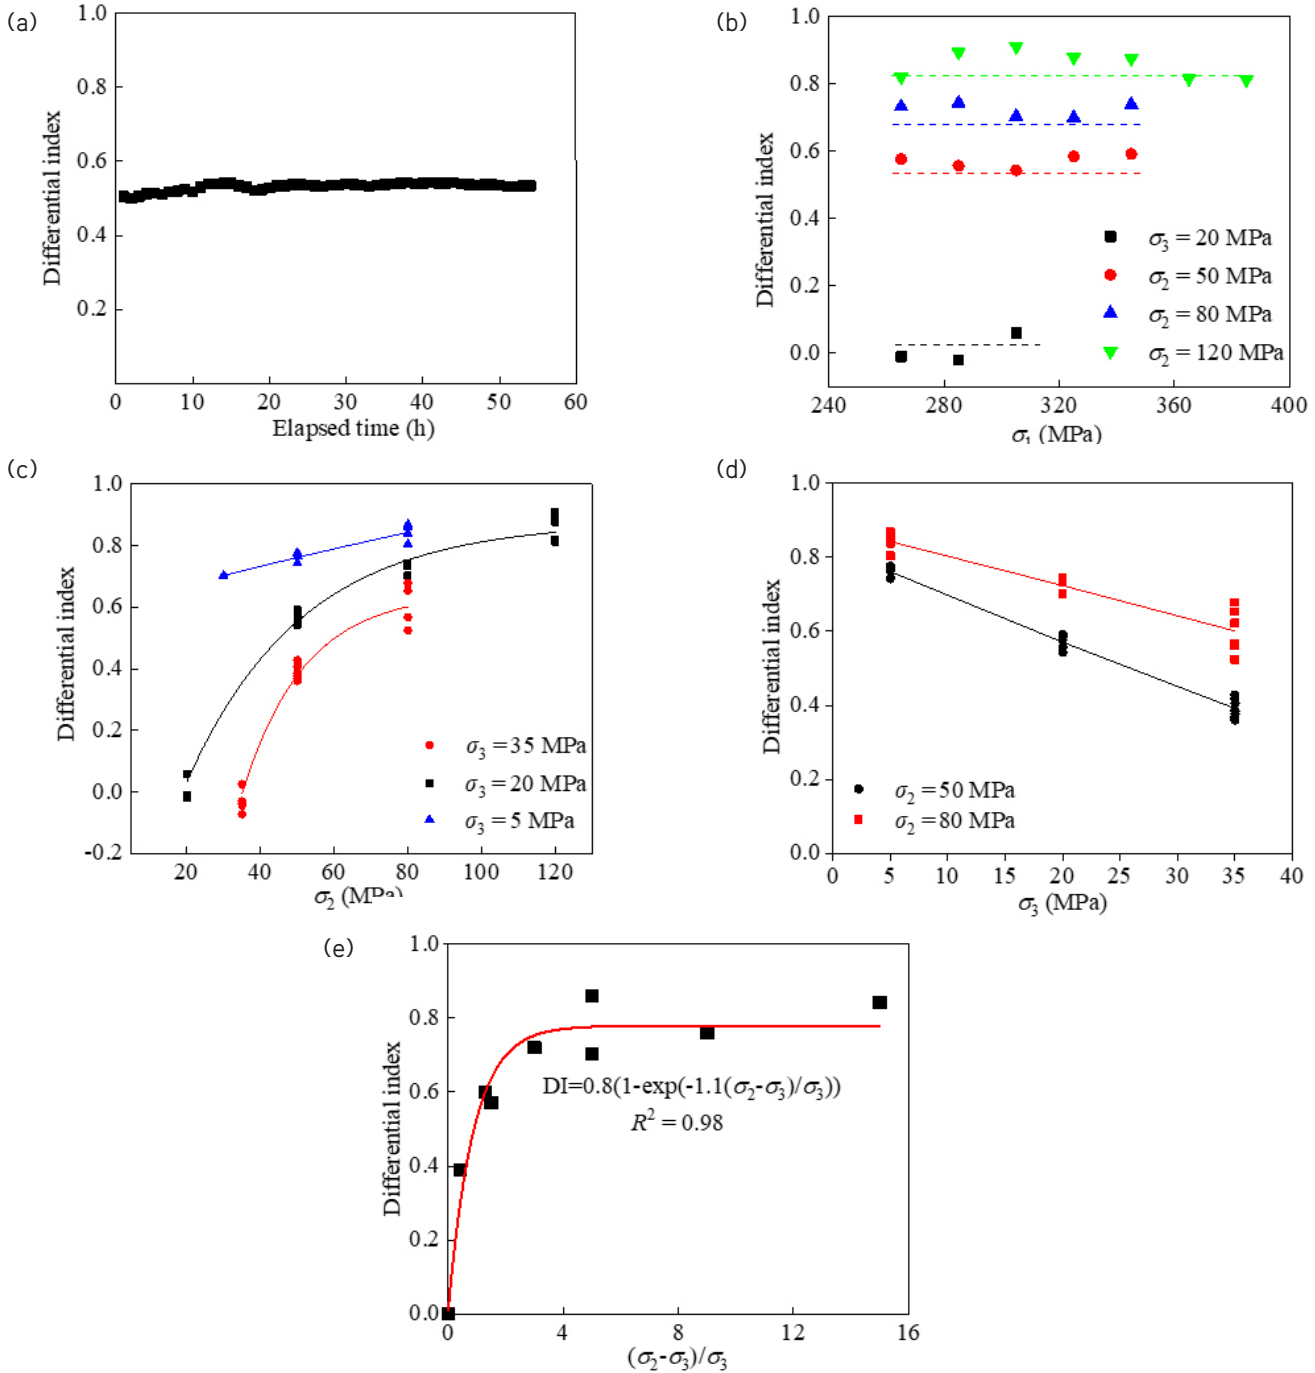 (a)
1.0
0.8
0.6
0.4
0.2
0 10 20 30 40 50 60
Differential index
Elapsed time (h)
(b)
1.0
0.8
0.6
0.4
0.2
0.0
240 280 320 360 400
Differential index
σ1 (MPa)
σ3 = 20 MPa
σ2 = 50 MPa
σ2 = 80 MPa
σ2 = 120 MPa
(c)
1.0
0.8
0.6
0.4
0.2
0.0
-0.2
20 40 60 80 100 120
Differential index
σ2 (MPa)
σ3 = 35 MPa
σ3 = 20 MPa
σ3 = 5 MPa
(d)
1.0
0.8
0.6
0.4
0.2
0.0
0 5 10 15 20 25 30 35 40
Differential index
σ3 (MPa)
σ2 = 50 MPa
σ2 = 80 MPa
(e)
1.0
0.8
0.6
0.4
0.2
0.0
0 4 8 12 16
Differential index
(σ2-σ3)/σ3
DI=0.8(1-exp(-1.1(σ2-σ3)/σ3))
R² = 0.98